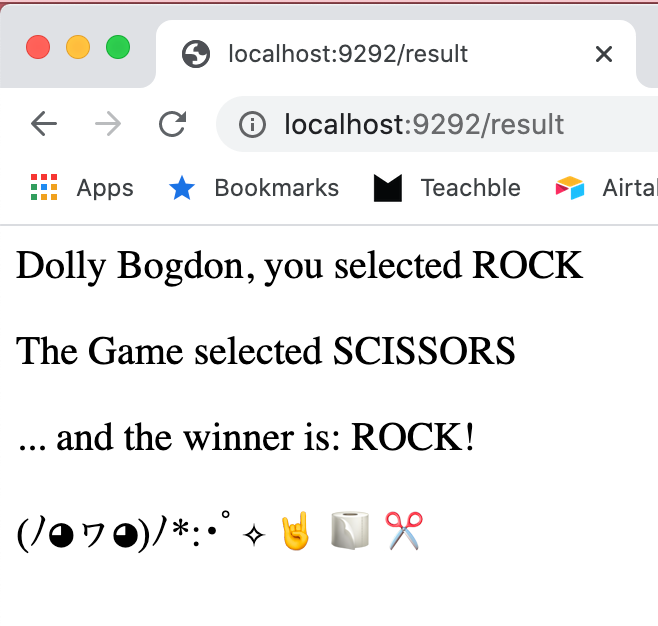 localhost:9292/result
localhost:9292/result
Apps Bookmarks Teachble Airtal
Dolly Bogdon, you selected ROCK
The Game selected SCISSORS
... and the winner is: ROCK!
(ﾉ◕ヮ◕)ﾉ*:･ﾟ✧🤘🧻✂️